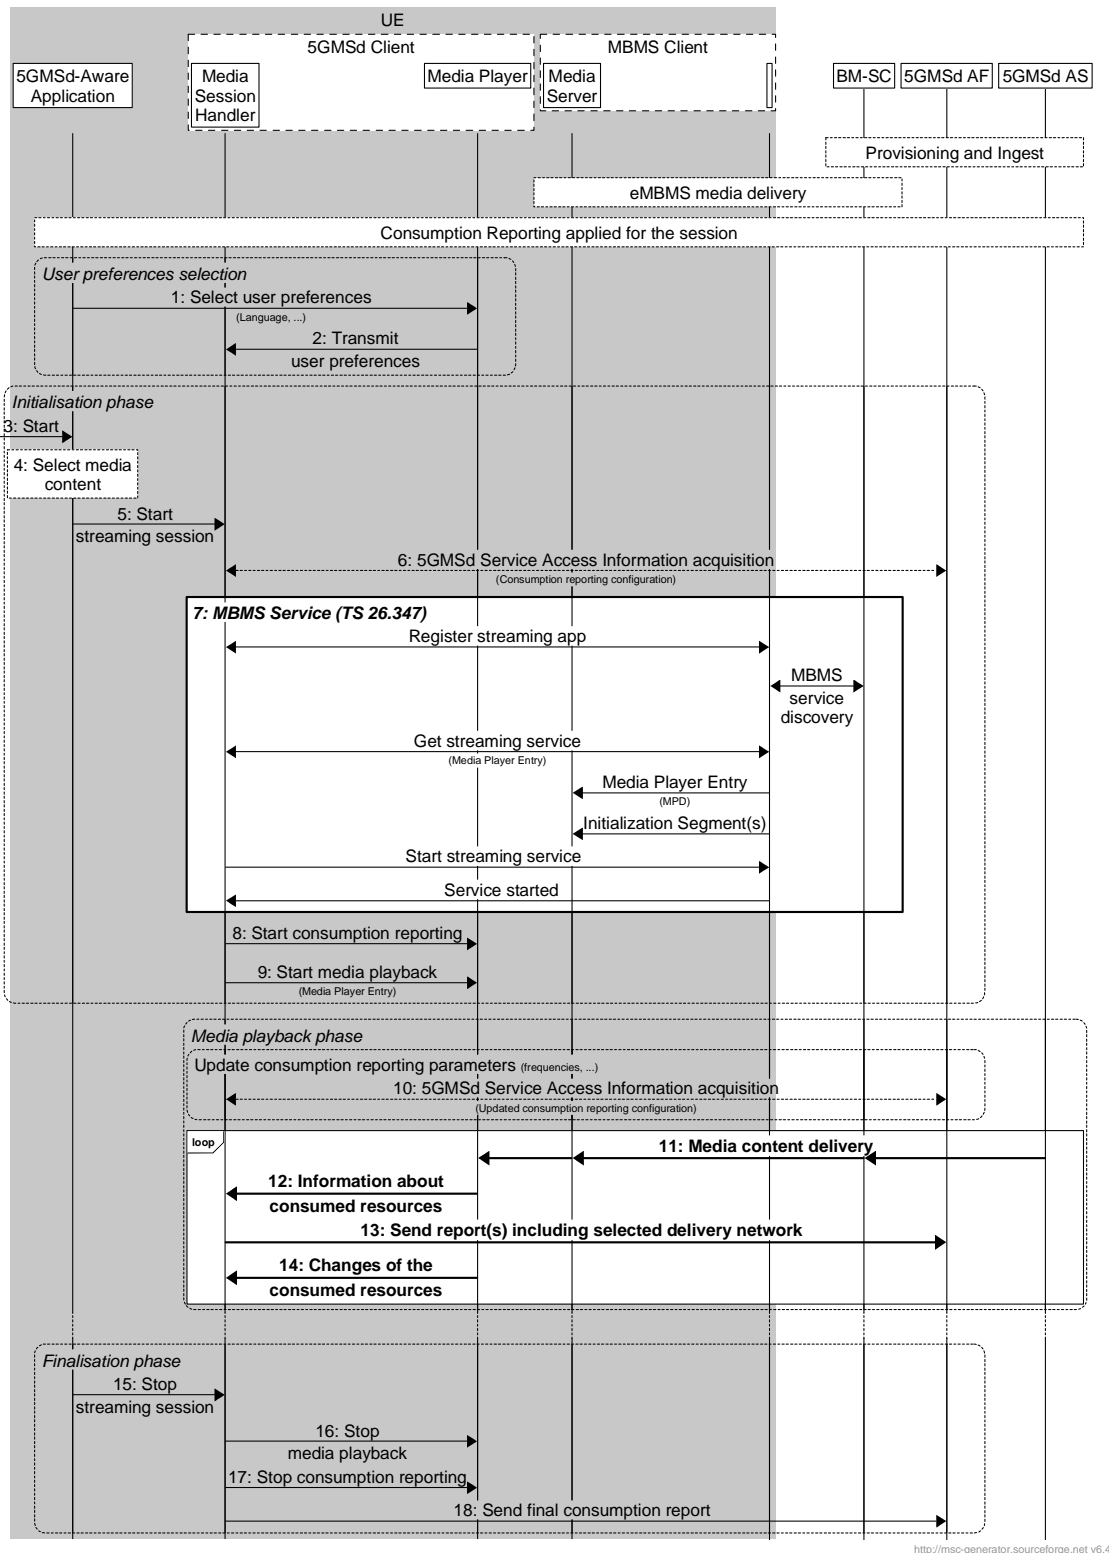 UE
5GMSd Client
MBMS Client
5GMSd-Aware
Application
Media
Session
Handler
Media Player
Media
Server
BM-SC
5GMSd AF
5GMSd AS
Provisioning and Ingest
eMBMS media delivery
Consumption Reporting applied for the session
User preferences selection
1: Select user preferences
(Language, ...)
2: Transmit
user preferences
Initialisation phase
3: Start
4: Select media
content
5: Start
streaming session
6: 5GMSd Service Access Information acquisition
(Consumption reporting configuration)
7: MBMS Service (TS 26.347)
Register streaming app
MBMS
service
discovery
Get streaming service
(Media Player Entry)
Media Player Entry
(MPD)
Initialization Segment(s)
Start streaming service
Service started
8: Start consumption reporting
9: Start media playback
(Media Player Entry)
Media playback phase
Update consumption reporting parameters (frequencies, ...)
10: 5GMSd Service Access Information acquisition
(Updated consumption reporting configuration)
loop
11: Media content delivery
12: Information about
consumed resources
13: Send report(s) including selected delivery network
14: Changes of the
consumed resources
Finalisation phase
15: Stop
streaming session
16: Stop
media playback
17: Stop consumption reporting
18: Send final consumption report
http://msc-generator.sourceforge.net v6.4